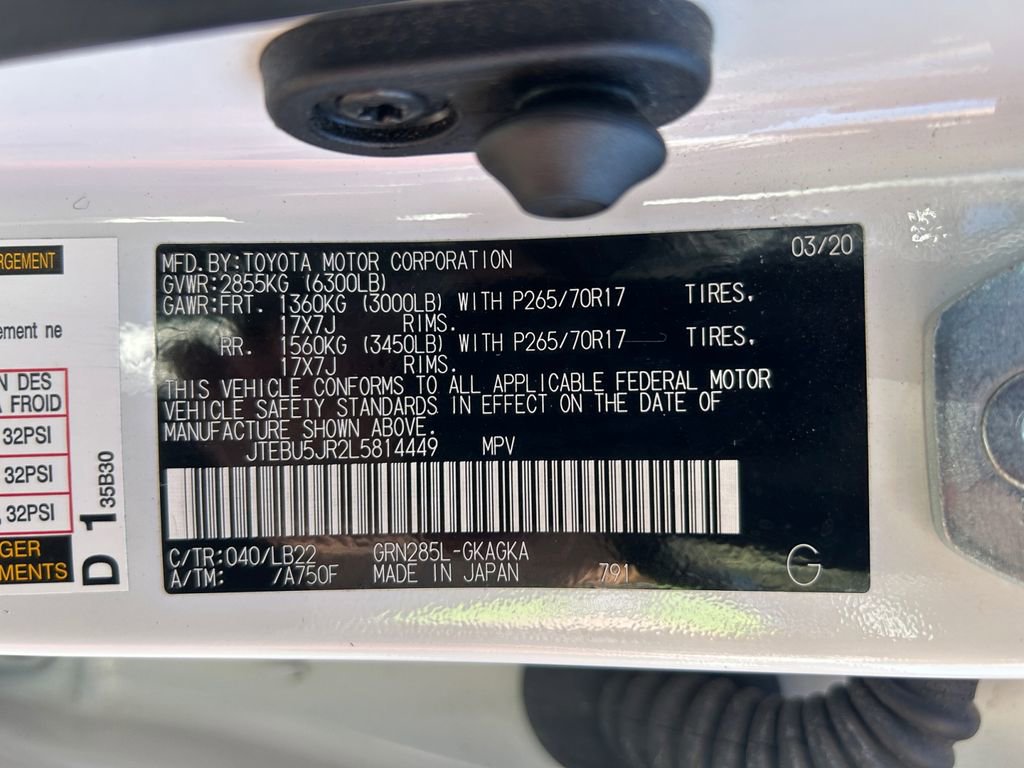 RGEMENT
ement ne
N DES
A FROID
32PSI
32PSI
, 32PSI
GER
EMENTS
D 1
35B30
MFD.BY:TOYOTA MOTOR CORPORATION 03/20
GVWR:2855KG (6300LB)
GAWR:FRT. 1360KG (3000LB) WITH P265/70R17 TIRES.
17X7J RIMS.
RR. 1560KG (3450LB) WITH P265/70R17 TIRES.
17X7J RIMS.
THIS VEHICLE CONFORMS TO ALL APPLICABLE FEDERAL MOTOR
VEHICLE SAFETY STANDARDS IN EFFECT ON THE DATE OF
MANUFACTURE SHOWN ABOVE.
JTEBU5JR2L5814449 MPV
C/TR:040/LB22 GRN285L-GKAGKA
A/TM: /A750F MADE IN JAPAN 791 G